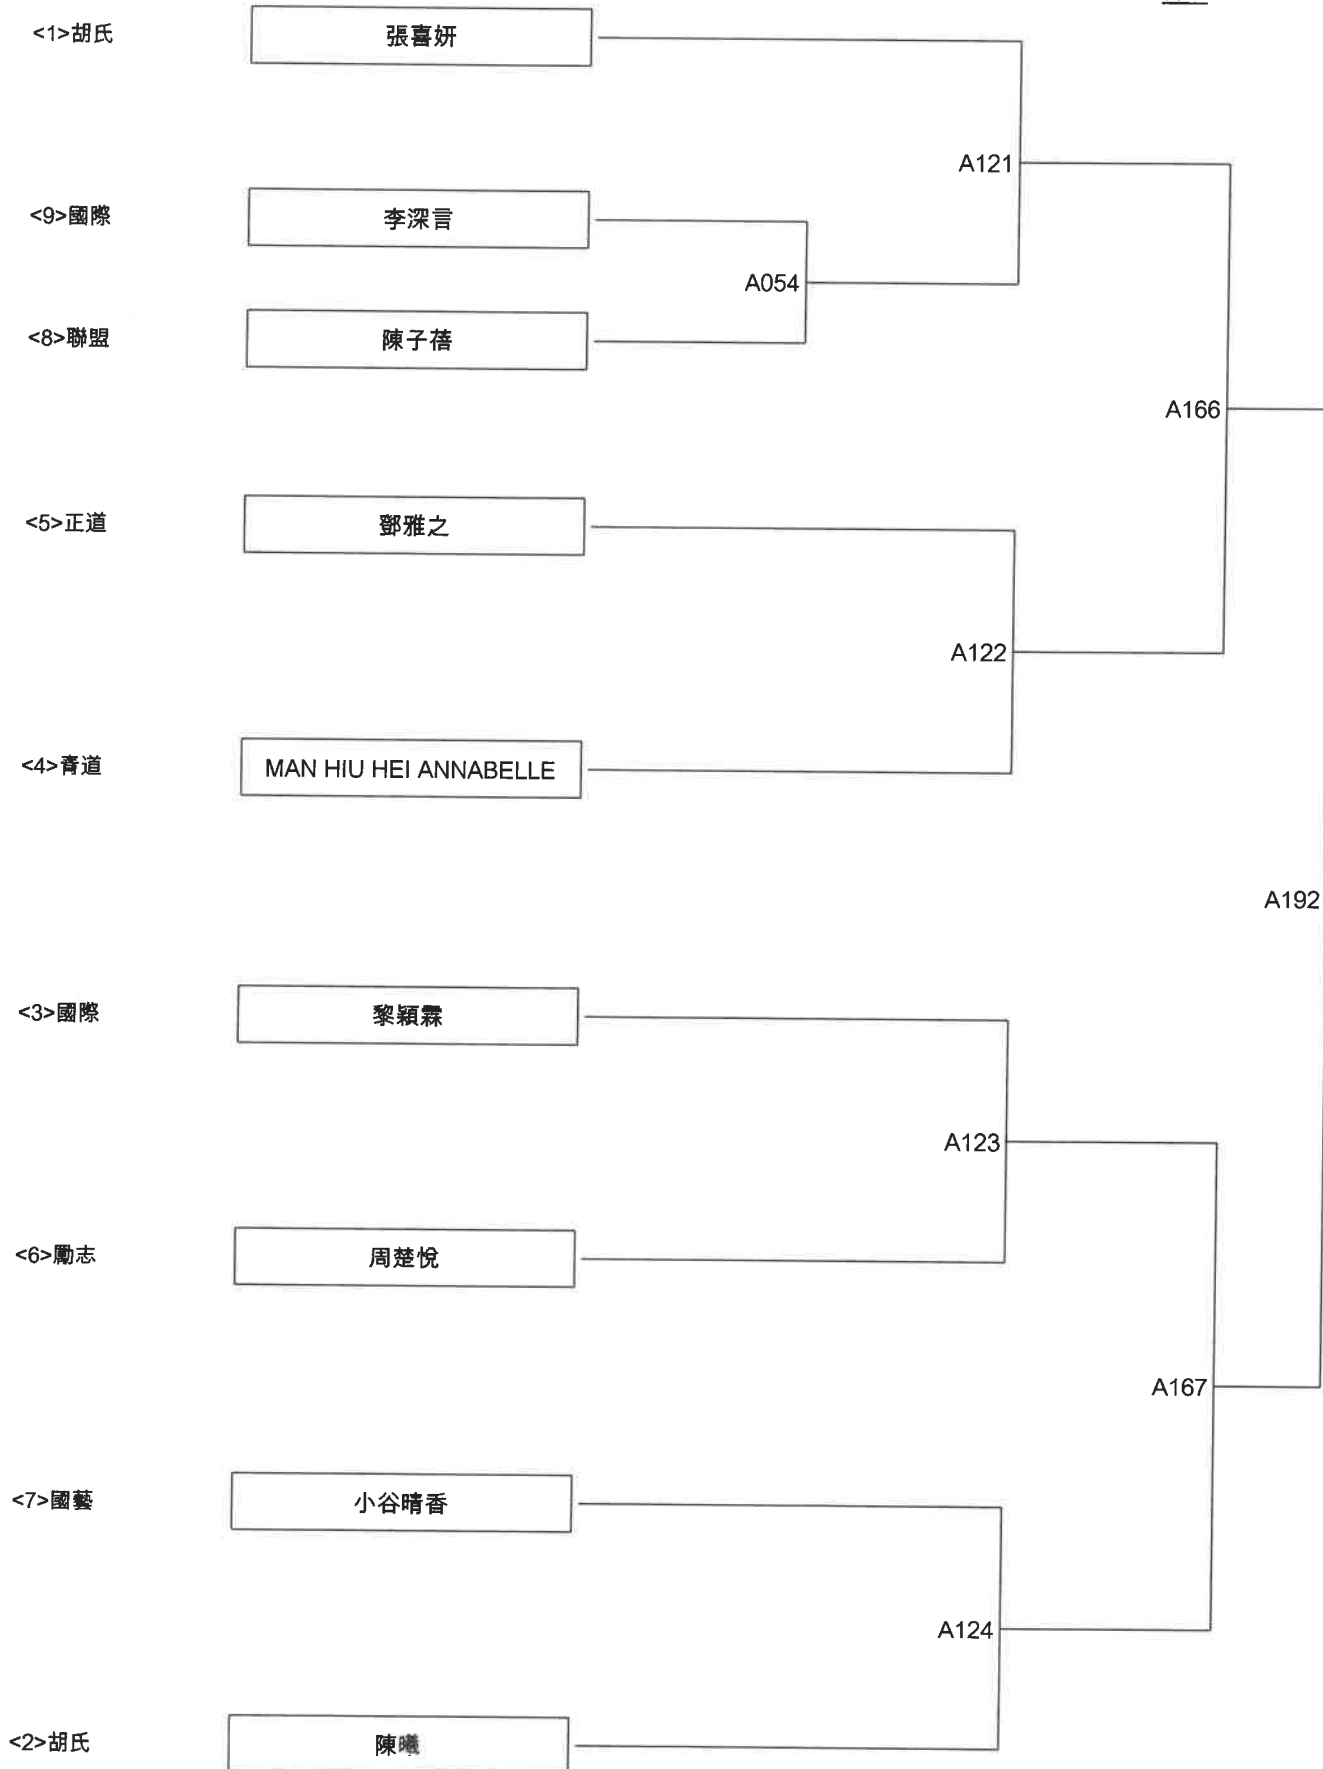 <1>胡氏 張喜妍
A121
<9>國際 李深言
A054
<8>聯盟 陳子蓓
A166
<5>正道 鄧雅之
A122
<4>青道 MAN HIU HEI ANNABELLE
A192
<3>國際 黎穎霖
A123
<6>勵志 周楚悅
A167
<7>國藝 小谷晴香
A124
<2>胡氏 陳曦